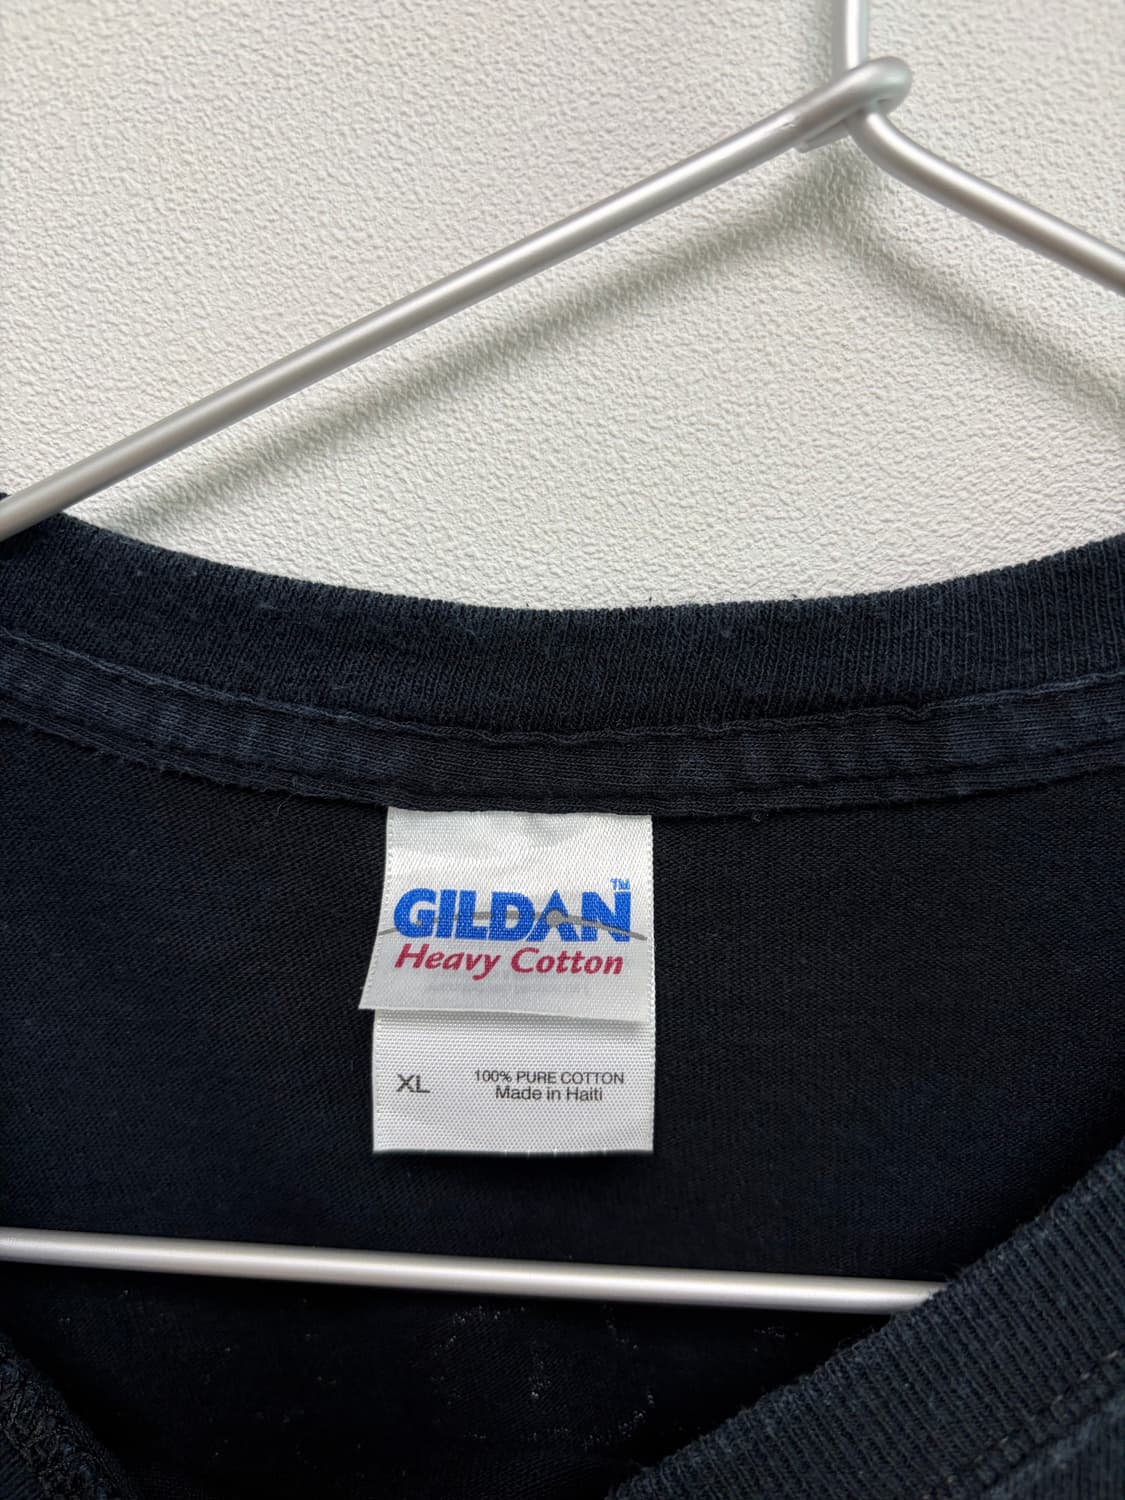 GILDAN™
Heavy Cotton
XL
100% PURE COTTON
Made in Haiti